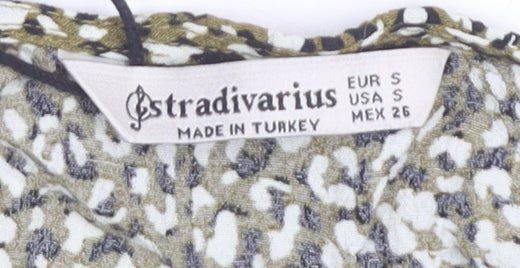 stradivarius
MADE IN TURKEY
EUR S
USA S
MEX 26